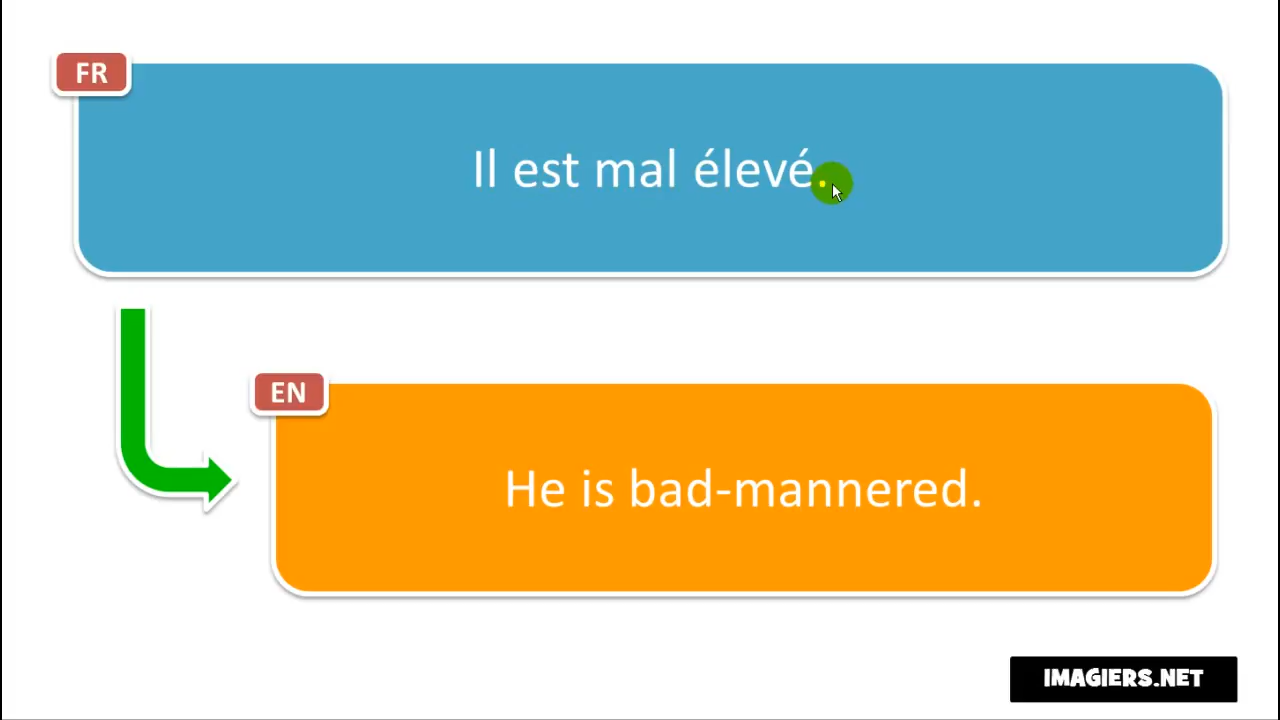 FR
Il est mal élevé.
EN
He is bad-mannered.
IMAGIERS.NET